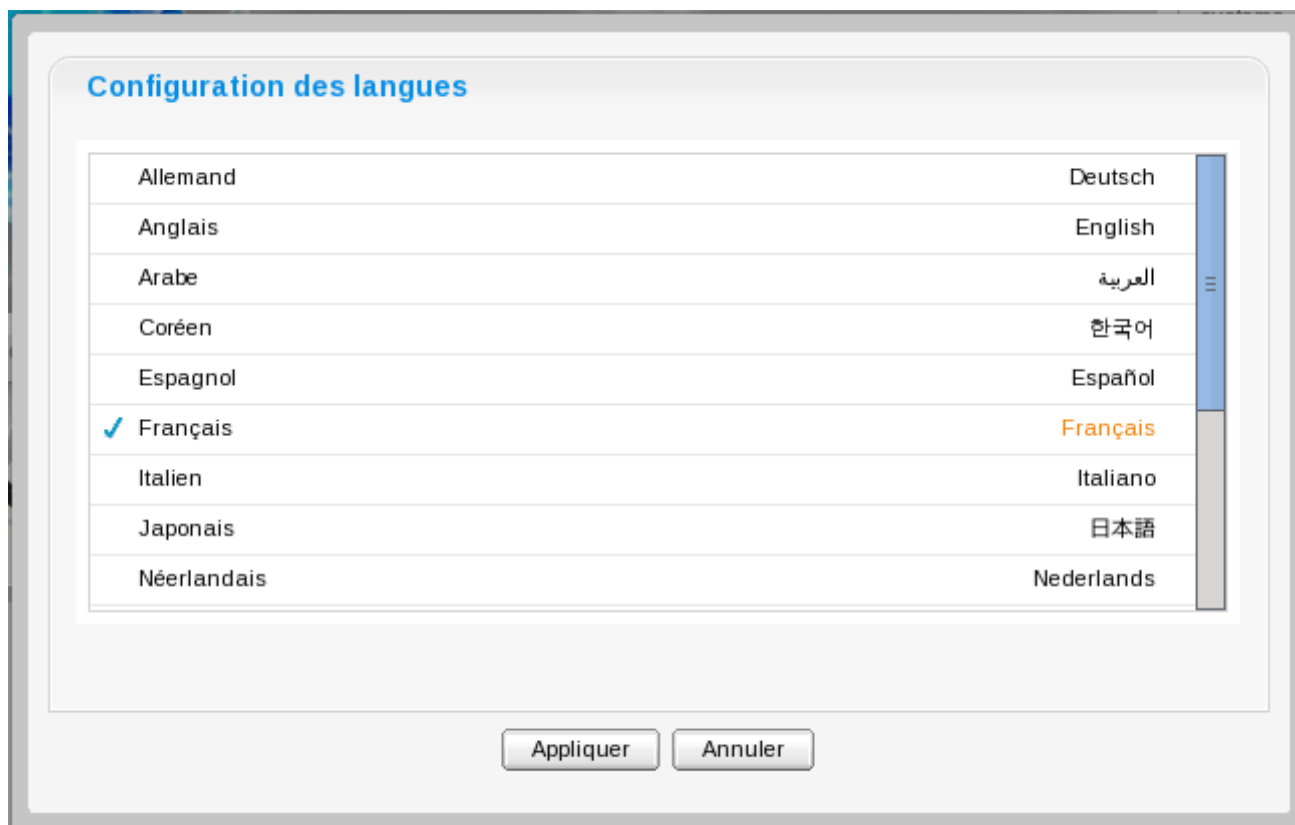 Configuration des langues
Allemand Deutsch
Anglais English
Arabe العربية
Coréen 한국어
Espagnol Español
Français Français
Italien Italiano
Japonais 日本語
Néerlandais Nederlands
Appliquer Annuler